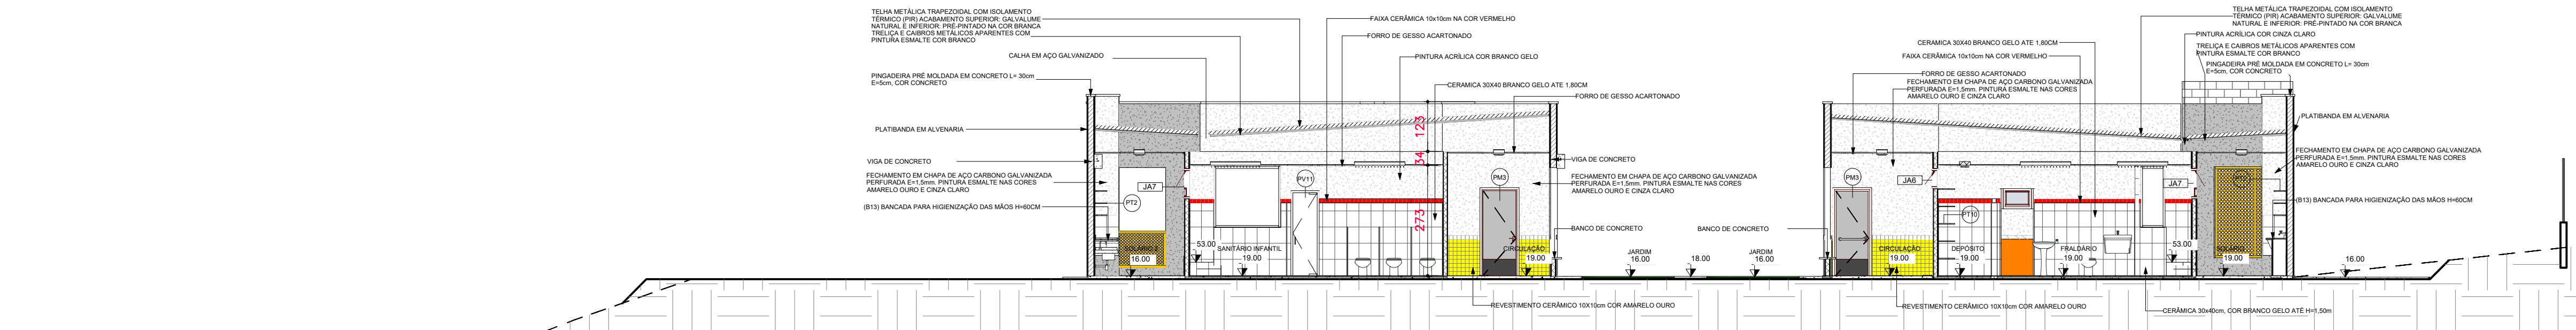 TELHA METÁLICA TRAPEZOIDAL COM ISOLAMENTO
TÉRMICO (PIR) ACABAMENTO SUPERIOR: GALVALUME
NATURAL E INFERIOR: PRÉ-PINTADO NA COR BRANCA
TRELIÇA E CAIBROS METÁLICOS APARENTES COM
PINTURA ESMALTE COR BRANCO
CALHA EM AÇO GALVANIZADO
PINGADEIRA PRÉ MOLDADA EM CONCRETO L= 30cm
E=5cm, COR CONCRETO
PLATIBANDA EM ALVENARIA
VIGA DE CONCRETO
FECHAMENTO EM CHAPA DE AÇO CARBONO GALVANIZADA
PERFURADA E=1,5mm. PINTURA ESMALTE NAS CORES
AMARELO OURO E CINZA CLARO
(B13) BANCADA PARA HIGIENIZAÇÃO DAS MÃOS H=60CM
FAIXA CERÂMICA 10x10cm NA COR VERMELHO
FORRO DE GESSO ACARTONADO
PINTURA ACRÍLICA COR BRANCO GELO
CERAMICA 30X40 BRANCO GELO ATE 1,80CM
FORRO DE GESSO ACARTONADO
123
34
273
JA7
PT2
PV11
PM3
SOLÁRIO 2
16.00
53.00
SANITÁRIO INFANTIL
19.00
CIRCULAÇÃO
19.00
VIGA DE CONCRETO
FECHAMENTO EM CHAPA DE AÇO CARBONO GALVANIZADA
PERFURADA E=1,5mm. PINTURA ESMALTE NAS CORES
AMARELO OURO E CINZA CLARO
BANCO DE CONCRETO
REVESTIMENTO CERÂMICO 10X10cm COR AMARELO OURO
JARDIM
16.00
18.00
JARDIM
16.00
BANCO DE CONCRETO
CERAMICA 30X40 BRANCO GELO ATE 1,80CM
FAIXA CERÂMICA 10x10cm NA COR VERMELHO
FORRO DE GESSO ACARTONADO
FECHAMENTO EM CHAPA DE AÇO CARBONO GALVANIZADA
PERFURADA E=1,5mm. PINTURA ESMALTE NAS CORES
AMARELO OURO E CINZA CLARO
TELHA METÁLICA TRAPEZOIDAL COM ISOLAMENTO
TÉRMICO (PIR) ACABAMENTO SUPERIOR: GALVALUME
NATURAL E INFERIOR: PRÉ-PINTADO NA COR BRANCA
PINTURA ACRÍLICA COR CINZA CLARO
TRELIÇA E CAIBROS METÁLICOS APARENTES COM
PINTURA ESMALTE COR BRANCO
PINGADEIRA PRÉ MOLDADA EM CONCRETO L= 30cm
E=5cm, COR CONCRETO
PLATIBANDA EM ALVENARIA
FECHAMENTO EM CHAPA DE AÇO CARBONO GALVANIZADA
PERFURADA E=1,5mm. PINTURA ESMALTE NAS CORES
AMARELO OURO E CINZA CLARO
(B13) BANCADA PARA HIGIENIZAÇÃO DAS MÃOS H=60CM
PM3
JA6
PT10
JA7
CIRCULAÇÃO
19.00
DEPÓSITO
19.00
FRALDÁRIO
19.00
53.00
19.00
16.00
REVESTIMENTO CERÂMICO 10X10cm COR AMARELO OURO
CERÂMICA 30x40cm, COR BRANCO GELO ATÉ H=1,50m